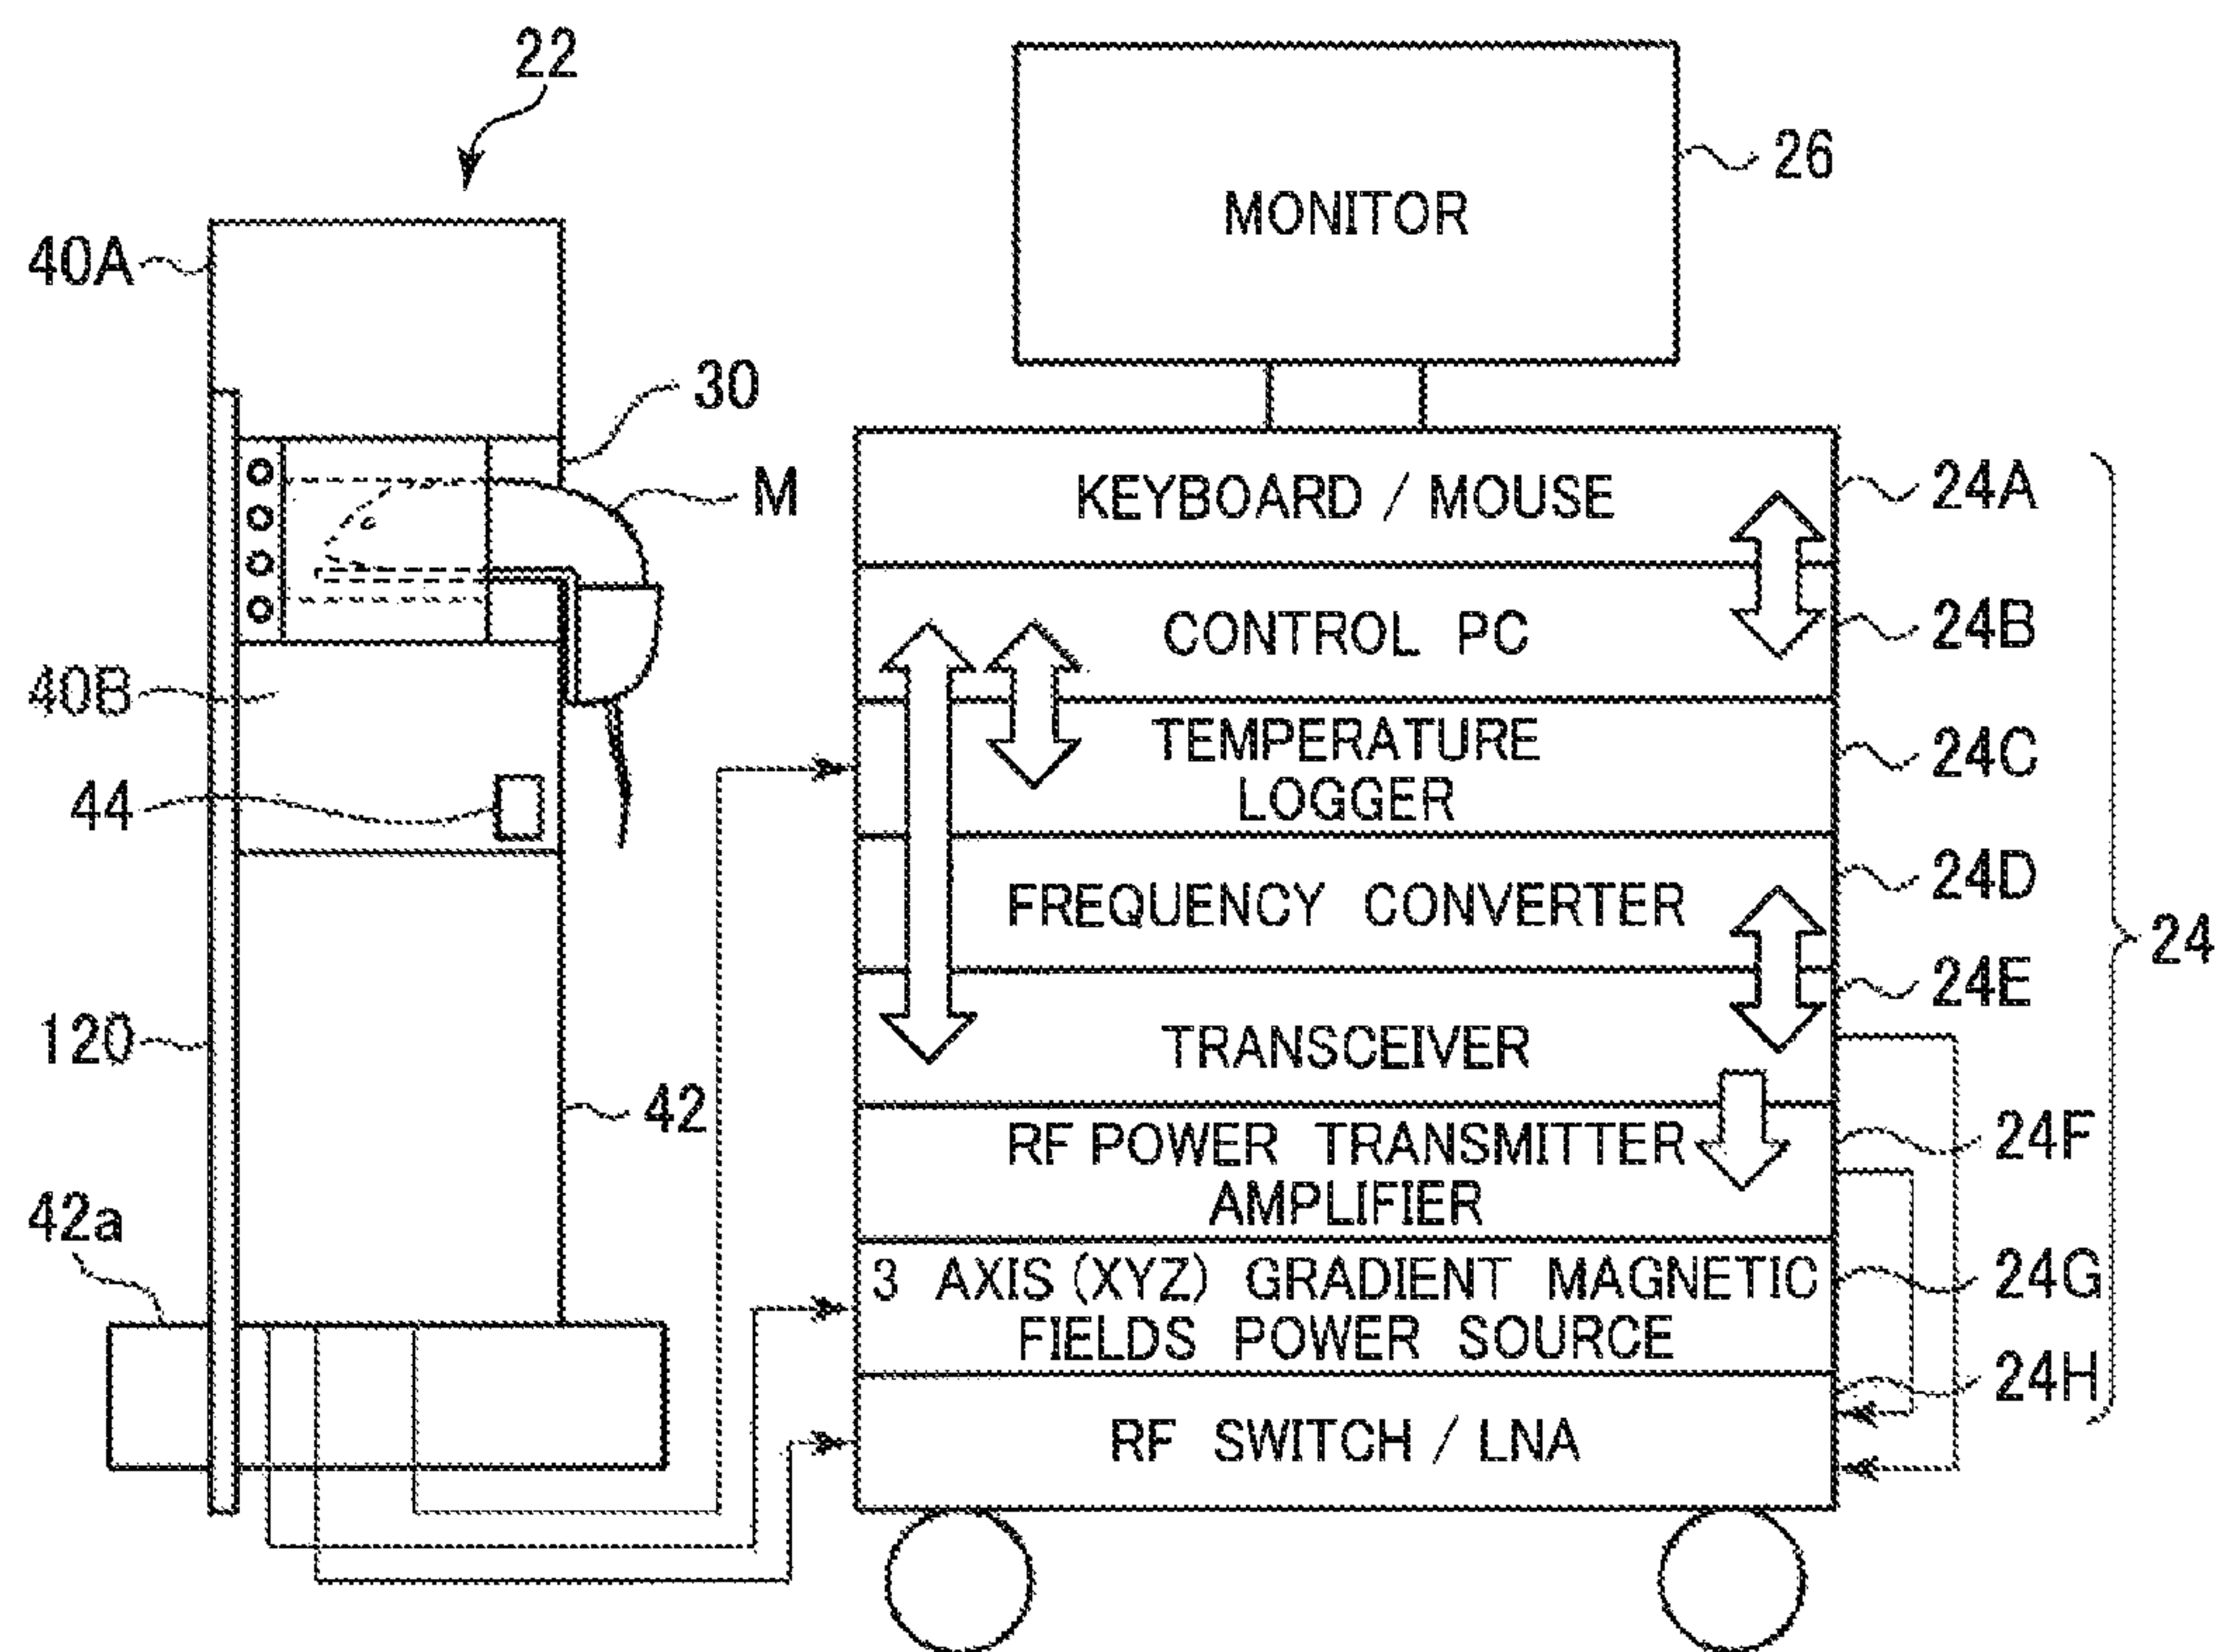 22
MONITOR
26
40A
30
M
KEYBOARD / MOUSE
24A
CONTROL PC
24B
40B
TEMPERATURE
LOGGER
24C
44
FREQUENCY CONVERTER
24D
24
24E
TRANSCEIVER
120
42
RF POWER TRANSMITTER
AMPLIFIER
24F
42a
3 AXIS (XYZ) GRADIENT MAGNETIC
FIELDS POWER SOURCE
24G
24H
RF SWITCH / LNA